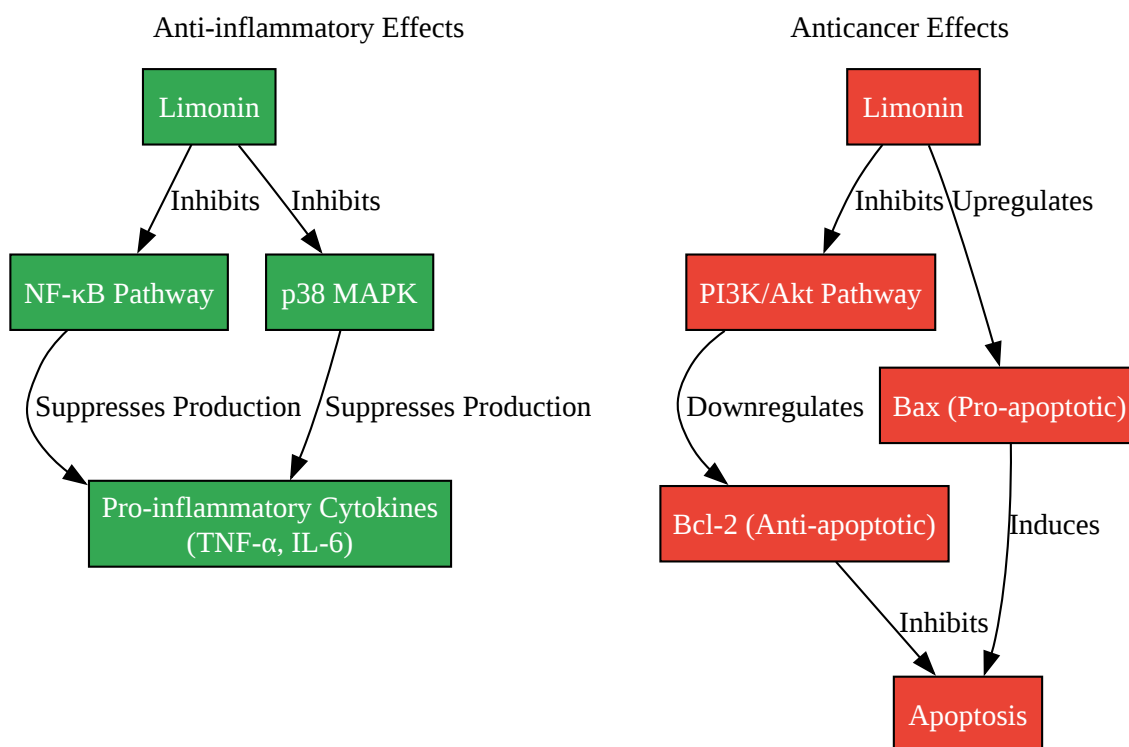 Anti-inflammatory Effects
Limonin
Inhibits
Inhibits
NF-κB Pathway
p38 MAPK
Suppresses Production
Suppresses Production
Pro-inflammatory Cytokines
(TNF-α, IL-6)
Anticancer Effects
Limonin
Inhibits
Upregulates
PI3K/Akt Pathway
Downregulates
Bax (Pro-apoptotic)
Bcl-2 (Anti-apoptotic)
Induces
Inhibits
Apoptosis